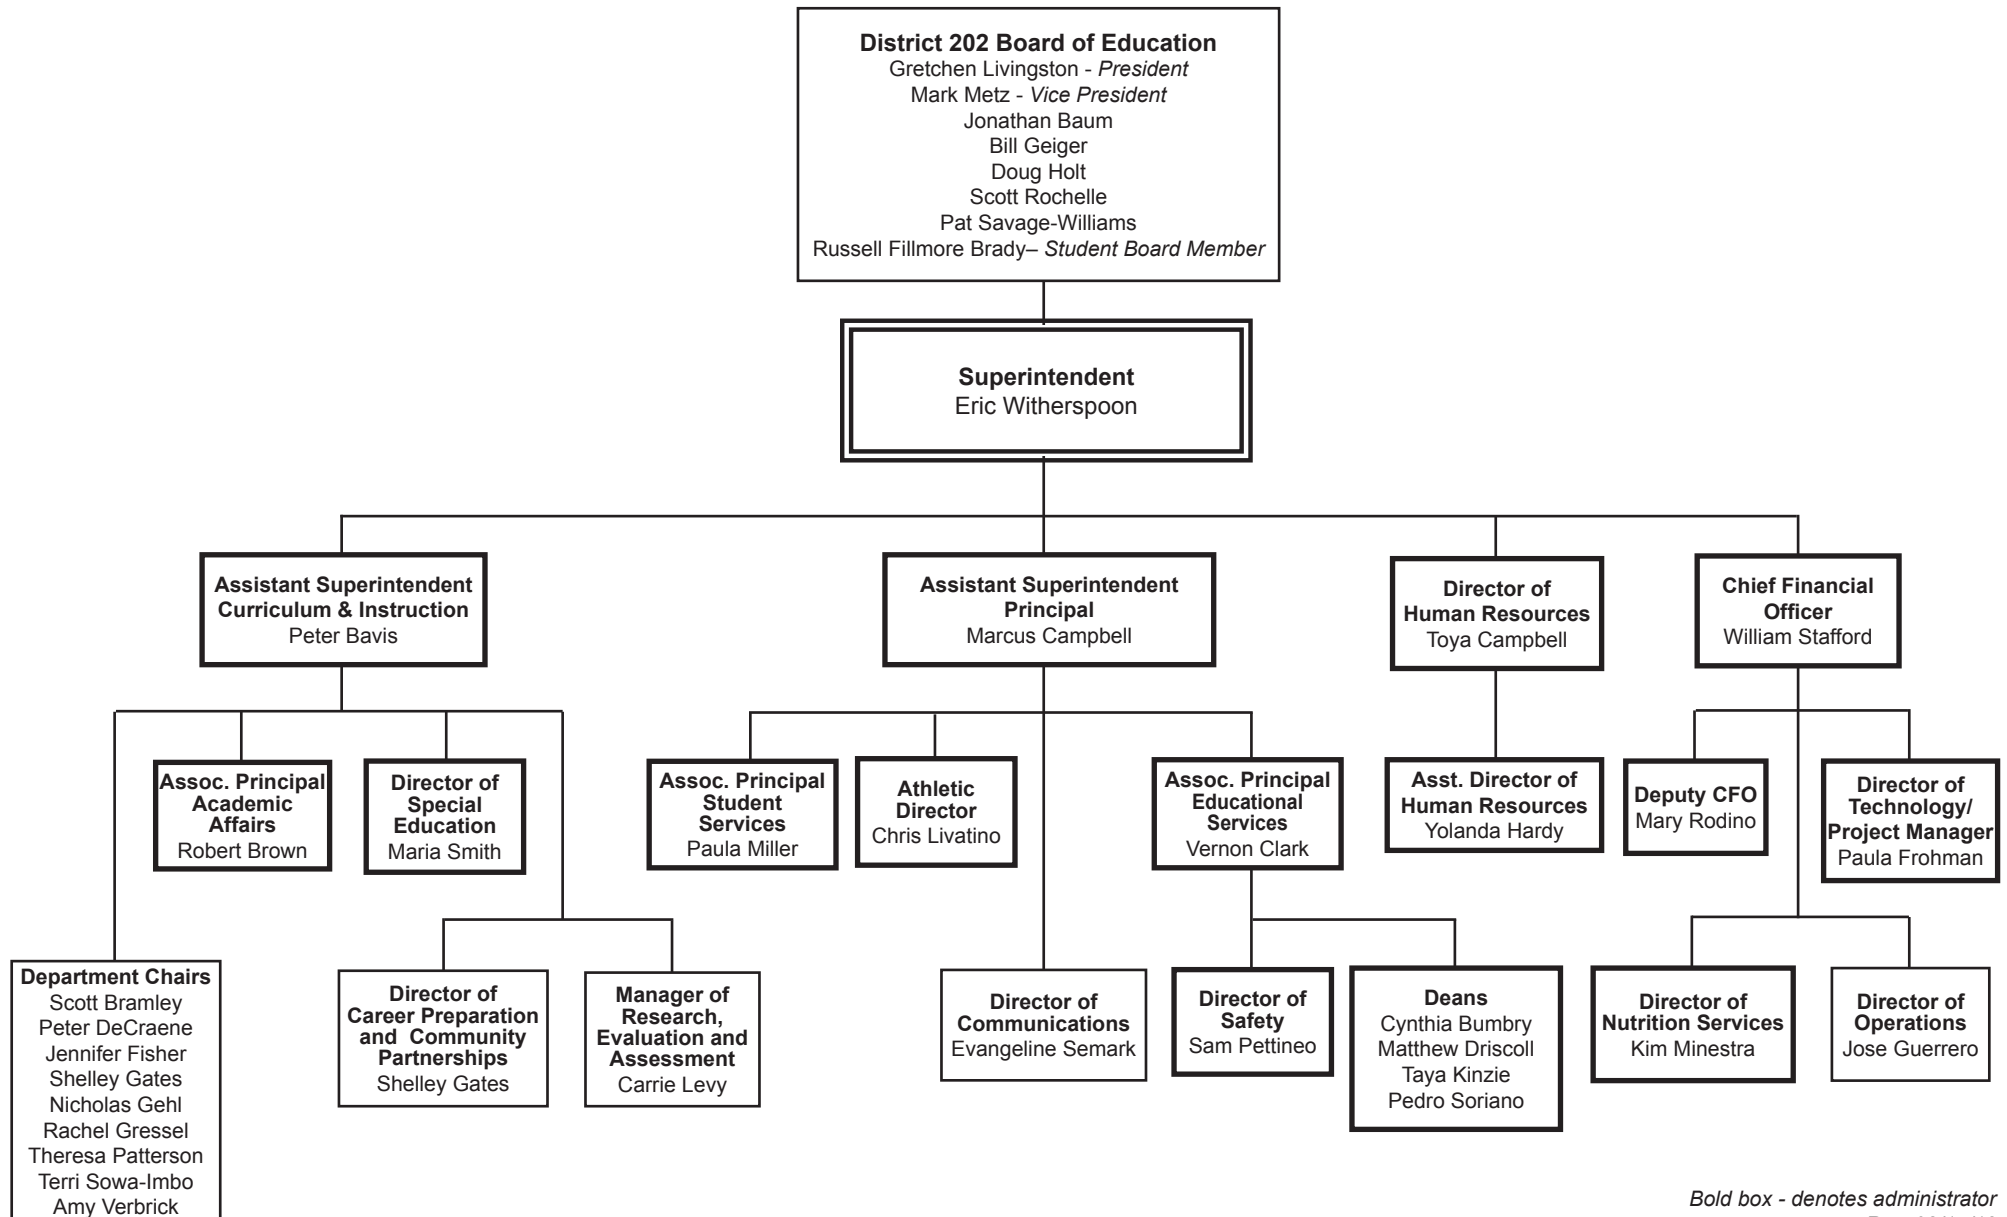 District 202 Board of Education
Gretchen Livingston - President
Mark Metz - Vice President
Jonathan Baum
Bill Geiger
Doug Holt
Scott Rochelle
Pat Savage-Williams
Russell Fillmore Brady– Student Board Member
Superintendent
Eric Witherspoon
Assistant Superintendent
Curriculum & Instruction
Peter Bavis
Assistant Superintendent
Principal
Marcus Campbell
Director of
Human Resources
Toya Campbell
Chief Financial
Officer
William Stafford
Assoc. Principal
Academic
Affairs
Robert Brown
Director of
Special
Education
Maria Smith
Assoc. Principal
Student
Services
Paula Miller
Athletic
Director
Chris Livatino
Assoc. Principal
Educational
Services
Vernon Clark
Asst. Director of
Human Resources
Yolanda Hardy
Deputy CFO
Mary Rodino
Director of
Technology/
Project Manager
Paula Frohman
Department Chairs
Scott Bramley
Peter DeCraene
Jennifer Fisher
Shelley Gates
Nicholas Gehl
Rachel Gressel
Theresa Patterson
Terri Sowa-Imbo
Amy Verbrick
Director of
Career Preparation
and Community
Partnerships
Shelley Gates
Manager of
Research,
Evaluation and
Assessment
Carrie Levy
Director of
Communications
Evangeline Semark
Director of
Safety
Sam Pettineo
Deans
Cynthia Bumbry
Matthew Driscoll
Taya Kinzie
Pedro Soriano
Director of
Nutrition Services
Kim Minestra
Director of
Operations
Jose Guerrero
Bold box - denotes administrator